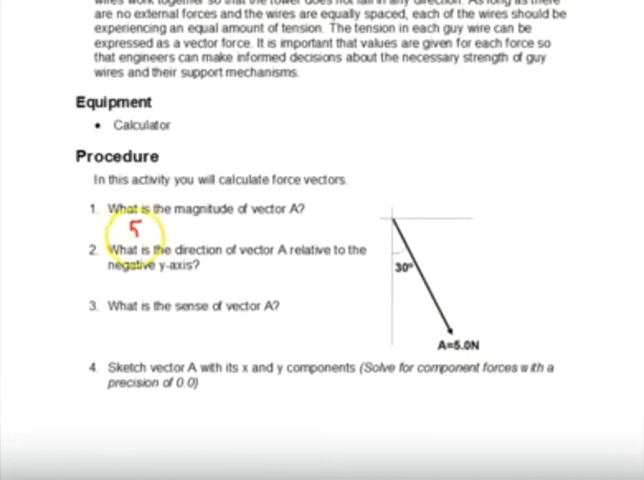 wires work together so that the tower does not fall in any direction. As long as there
are no external forces and the wires are equally spaced, each of the wires should be
experiencing an equal amount of tension. The tension in each guy wire can be
expressed as a vector force. It is important that values are given for each force so
that engineers can make informed decisions about the necessary strength of guy
wires and their support mechanisms.
Equipment
• Calculator
Procedure
In this activity you will calculate force vectors.
1. What is the magnitude of vector A?
5
2. What is the direction of vector A relative to the
negative y-axis?
30°
3. What is the sense of vector A?
A=5.0N
4. Sketch vector A with its x and y components (Solve for component forces with a
precision of 0.0)